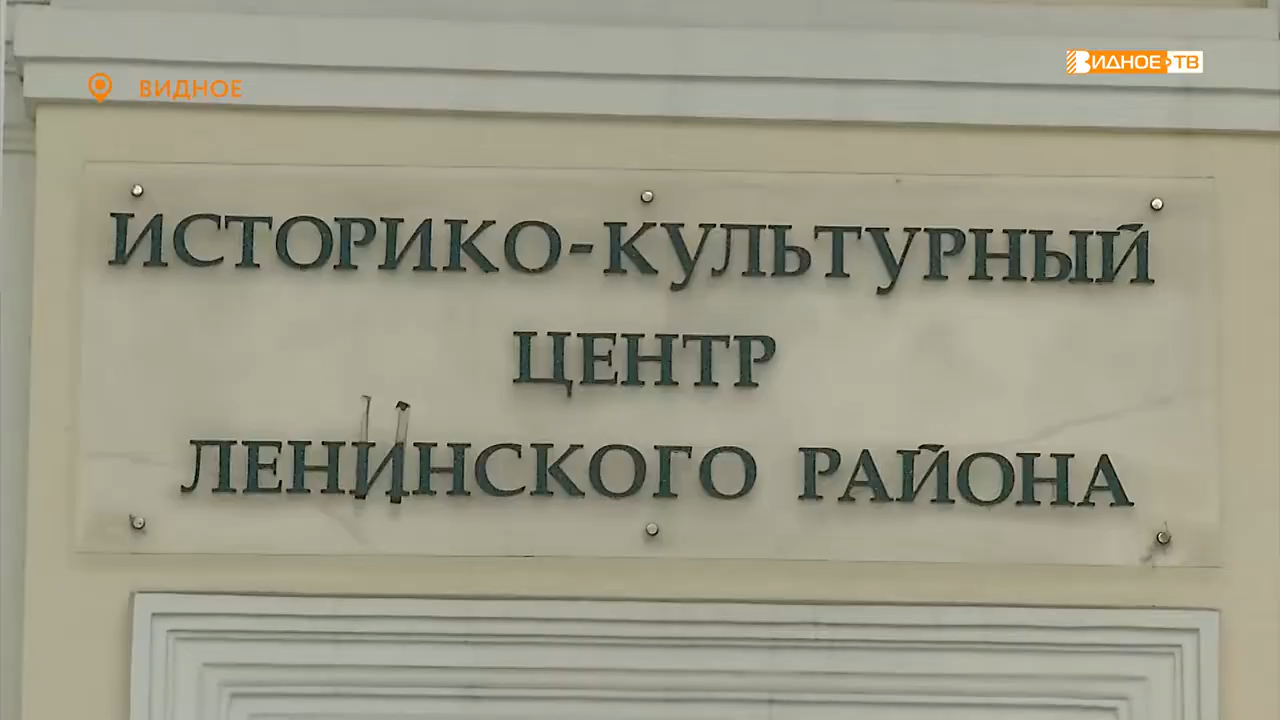 ВИДНОЕ
ВИДНОЕ ТВ
ИСТОРИКО-КУЛЬТУРНЫЙ
ЦЕНТР
ЛЕНИНСКОГО РАЙОНА